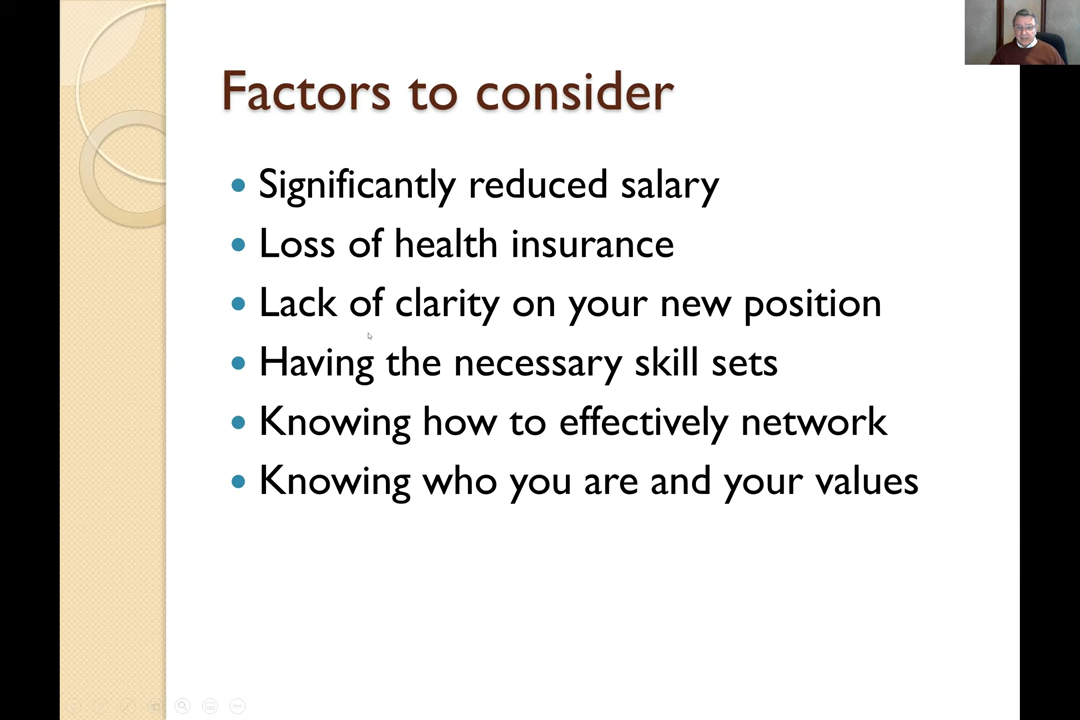 Factors to consider
Significantly reduced salary
Loss of health insurance
Lack of clarity on your new position
Having the necessary skill sets
Knowing how to effectively network
Knowing who you are and your values